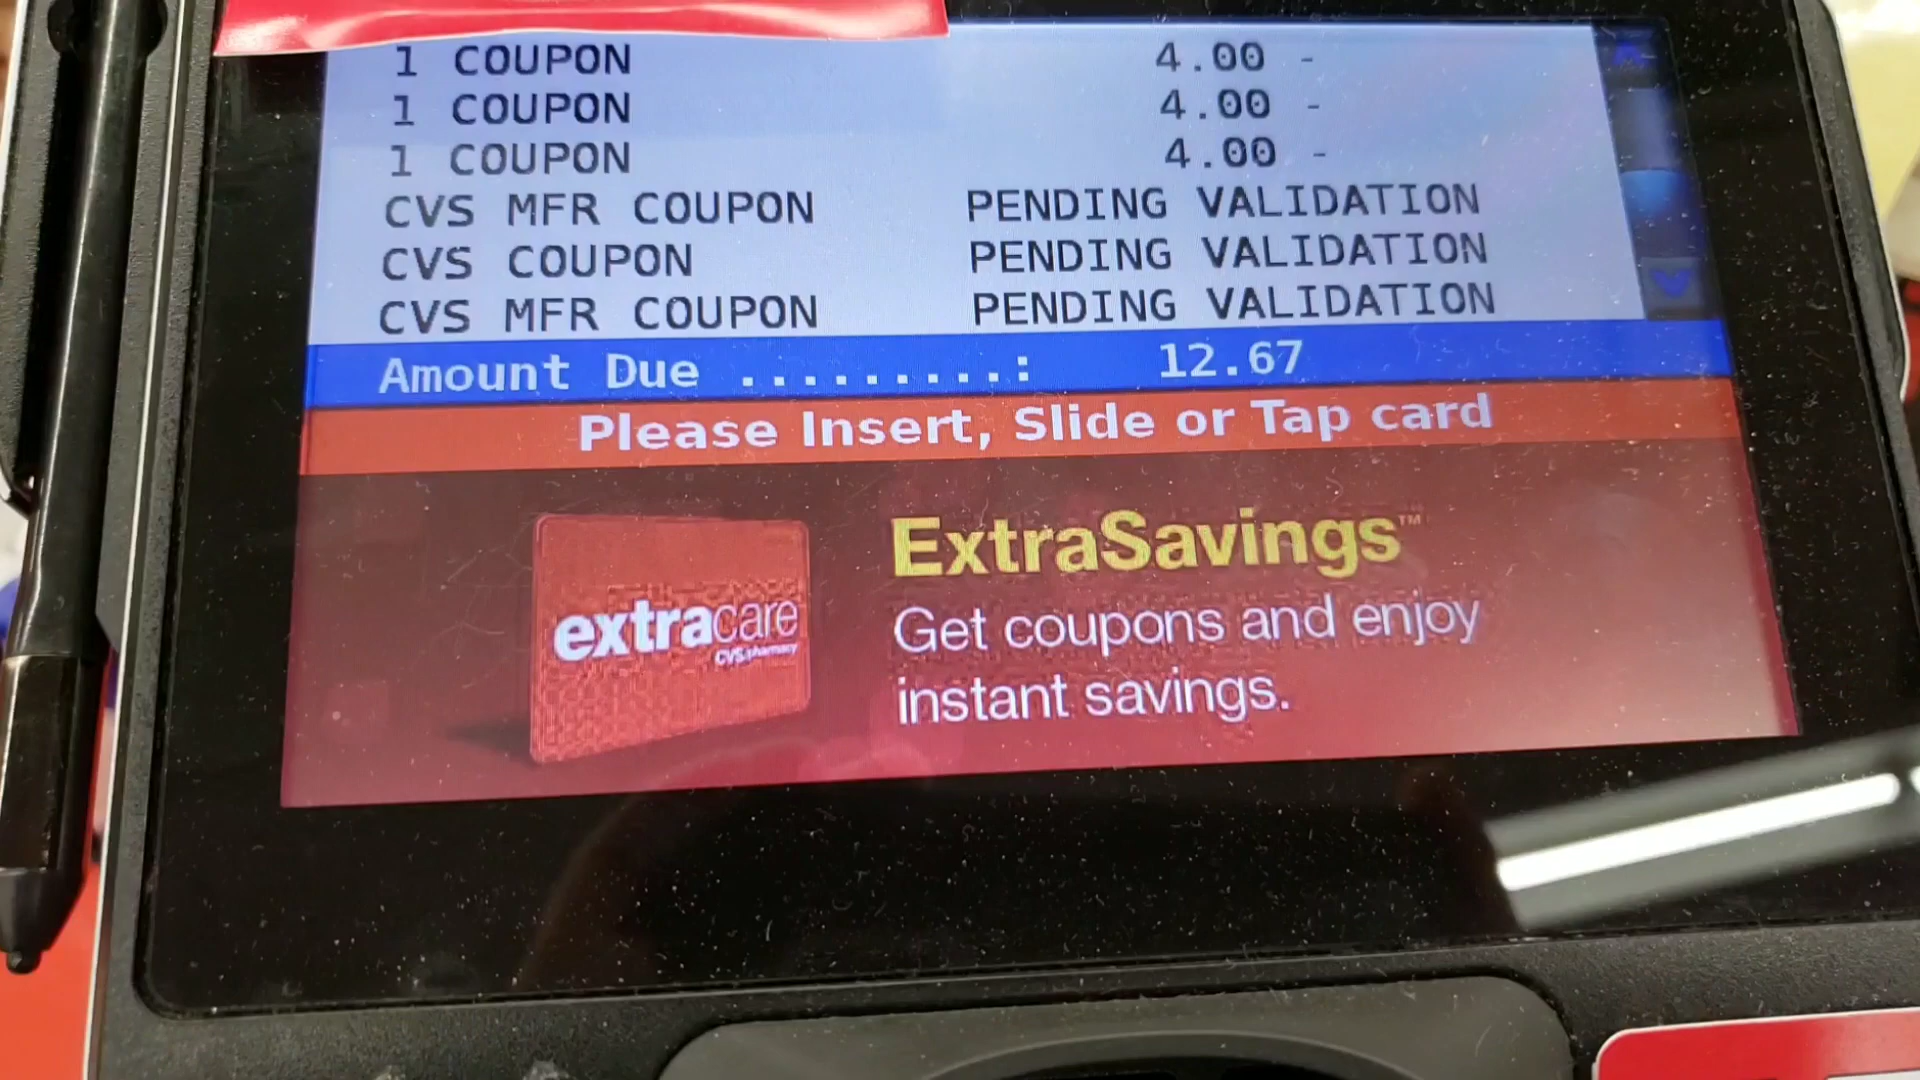 1 COUPON 4.00 -
1 COUPON 4.00 -
1 COUPON 4.00 -
CVS MFR COUPON PENDING VALIDATION
CVS COUPON PENDING VALIDATION
CVS MFR COUPON PENDING VALIDATION
Amount Due .........: 12.67
Please Insert, Slide or Tap card
extracare
CVS pharmacy
ExtraSavings™
Get coupons and enjoy
instant savings.